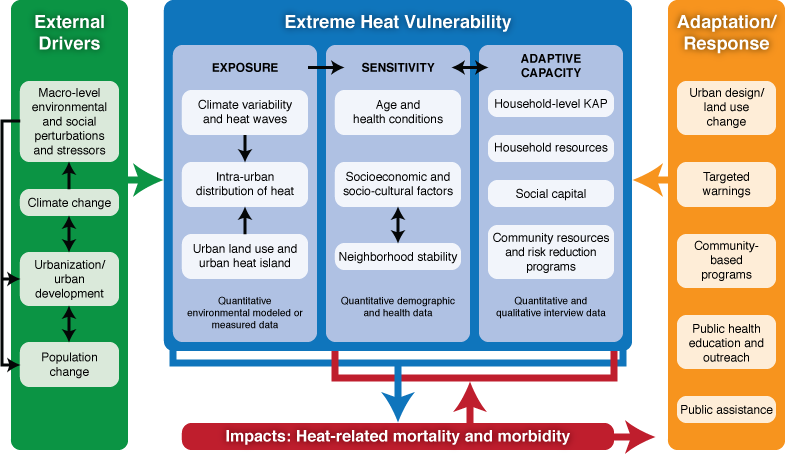 External
Drivers
Macro-level
environmental
and social
perturbations
and stressors
Climate change
Urbanization/
urban
development
Population
change
Extreme Heat Vulnerability
EXPOSURE
Climate variability
and heat waves
Intra-urban
distribution of heat
Urban land use and
urban heat island
Quantitative
environmental modeled or
measured data
SENSITIVITY
Age and
health conditions
Socioeconomic and
socio-cultural factors
Neighborhood stability
Quantitative demographic
and health data
ADAPTIVE
CAPACITY
Household-level KAP
Household resources
Social capital
Community resources
and risk reduction
programs
Quantitative and
qualitative interview data
Adaptation/
Response
Urban design/
land use
change
Targeted
warnings
Community-
based
programs
Public health
education and
outreach
Public assistance
Impacts: Heat-related mortality and morbidity